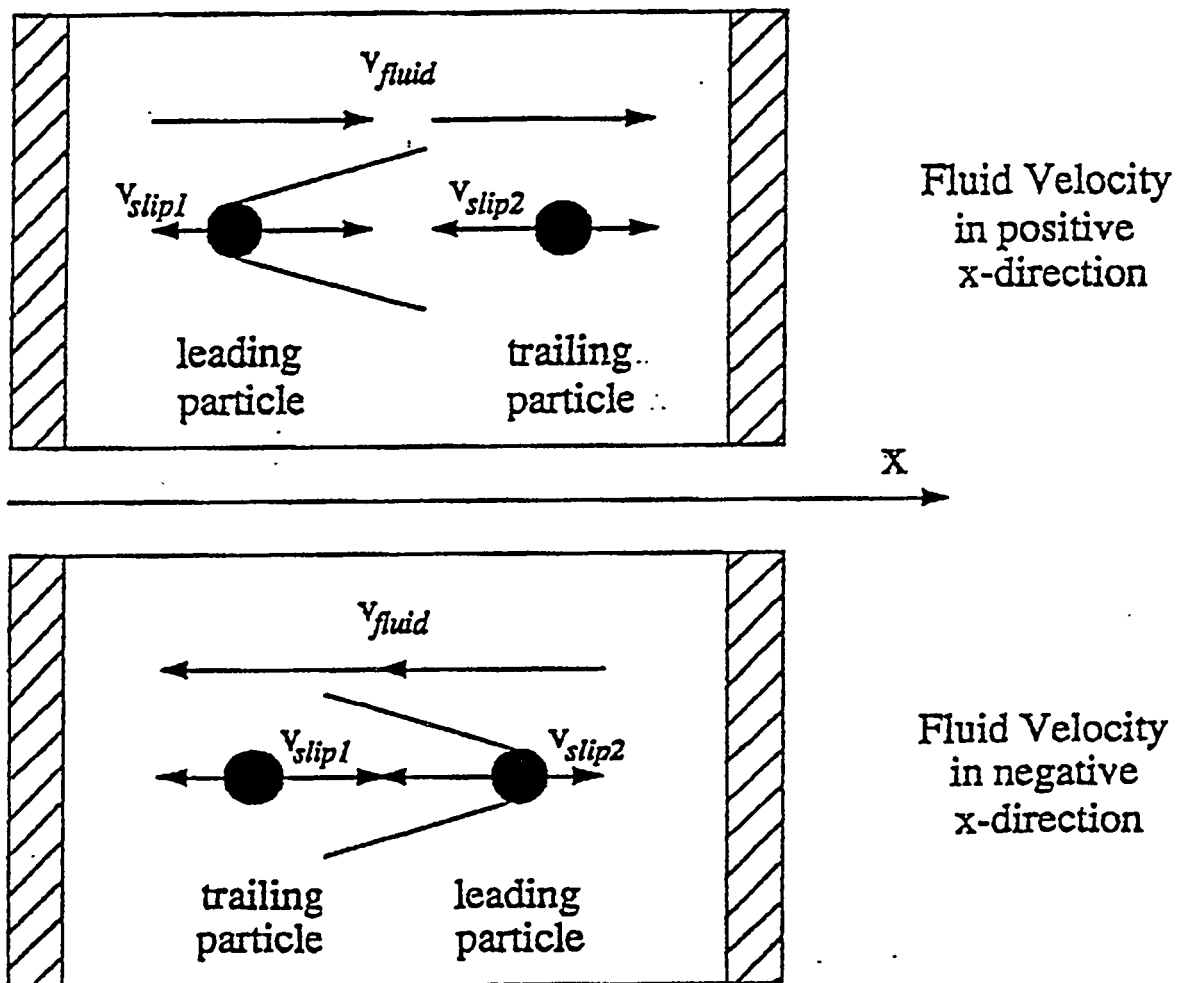 v_fluid
v_slip1
v_slip2
leading
particle
trailing
particle
Fluid Velocity
in positive
x-direction
x
v_fluid
v_slip1
v_slip2
trailing
particle
leading
particle
Fluid Velocity
in negative
x-direction